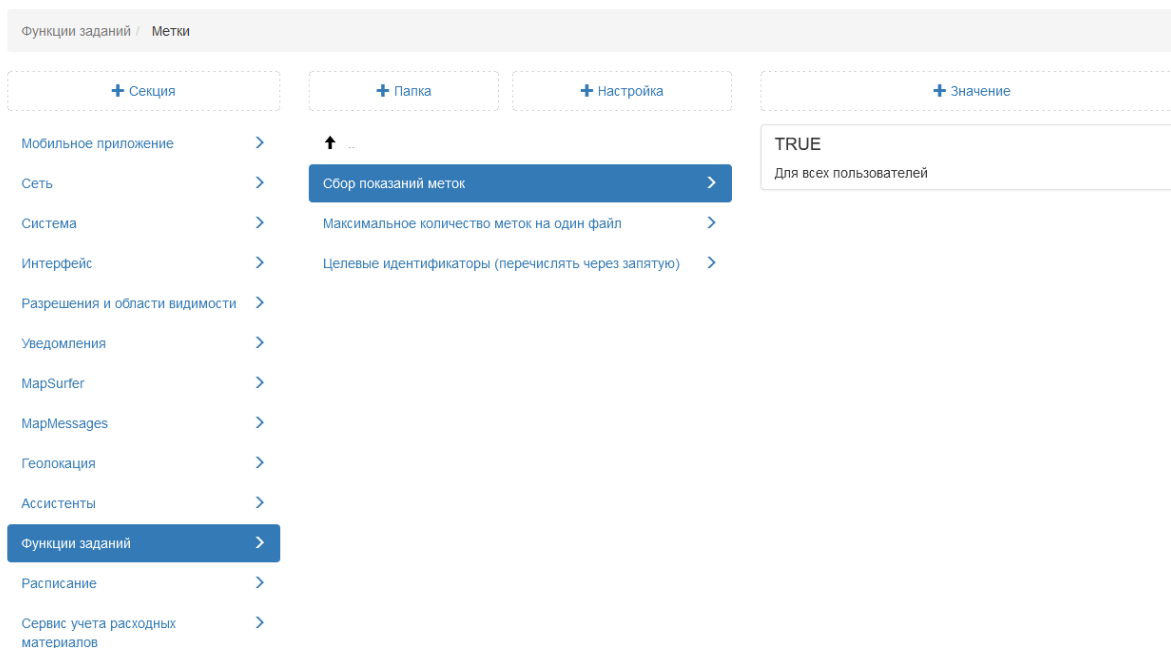 Функции заданий / Метки
+ Секция
+ Папка
+ Настройка
+ Значение
Мобильное приложение
Сеть
Система
Интерфейс
Разрешения и области видимости
Уведомления
MapSurfer
MapMessages
Геолокация
Ассистенты
Функции заданий
Расписание
Сервис учета расходных
материалов
..
Сбор показаний меток
Максимальное количество меток на один файл
Целевые идентификаторы (перечислять через запятую)
TRUE
Для всех пользователей